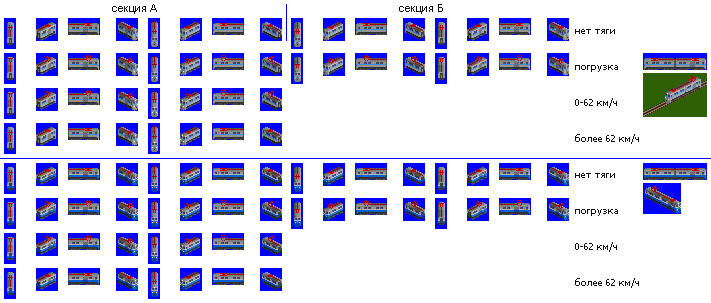 секция А
секция Б
нет тяги
погрузка
0-62 км/ч
более 62 км/ч
нет тяги
погрузка
0-62 км/ч
более 62 км/ч